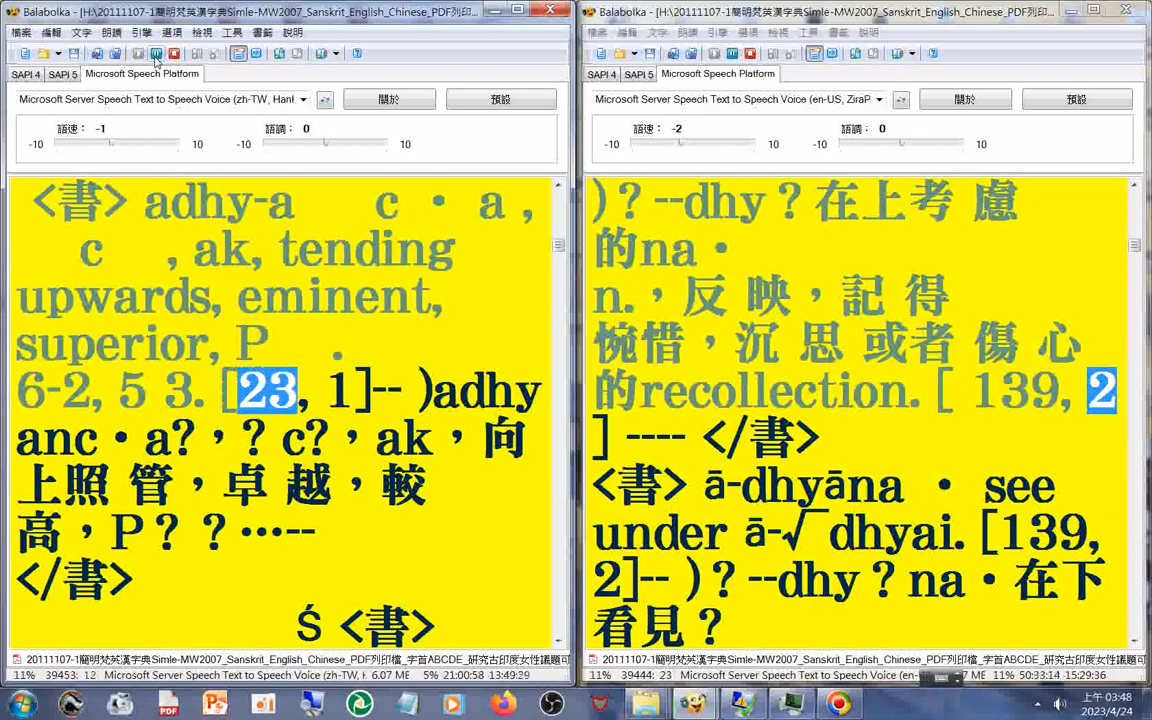 Balabolka - [H:\20111107-1簡明梵英漢字典Simle-MW2007_Sanskrit_English_Chinese_PDF列印...
檔案 編輯 文字 朗讀 引擎 選項 檢視 工具 書籤 說明
SAPI 4 SAPI 5 Microsoft Speech Platform
Microsoft Server Speech Text to Speech Voice (zh-TW, Hanl
關於 預設
語速： -1 語調： 0
-10 10 -10 10
<書> adhy-a c • a ,
c , ak, tending
upwards, eminent,
superior, P .
6-2, 5 3. [23, 1]-- )adhy
anc • a?，? c?，ak，向
上照 管，卓 越，較
高，P？？…--
</書>
Ś <書>
20111107-1簡明梵英漢字典Simle-MW2007_Sanskrit_English_Chinese_PDF列印檔_字首ABCDE_研究古印度女性議題可
11% 39453: 12 Microsoft Server Speech Text to Speech Voice (zh-TW, 6.07 ME 5% 21:00:58 13:49:29
Balabolka - [H:\20111107-1簡明梵英漢字典Simle-MW2007_Sanskrit_English_Chinese_PDF列印...
檔案 編輯 文字 朗讀 引擎 選項 檢視 工具 書籤 說明
SAPI 4 SAPI 5 Microsoft Speech Platform
Microsoft Server Speech Text to Speech Voice (en-US, ZiraP
關於 預設
語速： -2 語調： 0
-10 10 -10 10
)？--dhy？在上考 慮
的na •
n.，反 映，記 得
惋惜，沉 思 或者 傷 心
的recollection. [ 139, 2
] ---- </書>
<書> ā-dhyāna • see
under ā-√ dhyai. [139,
2]-- )？--dhy？na • 在下
看見？
20111107-1簡明梵英漢字典Simle-MW2007_Sanskrit_English_Chinese_PDF列印檔_字首ABCDE_研究古印度女性議題可
11% 39444: 23 Microsoft Server Speech Text to Speech Voice (en- 11% 50:33:14 15:29:36
上午 03:48
2023/4/24